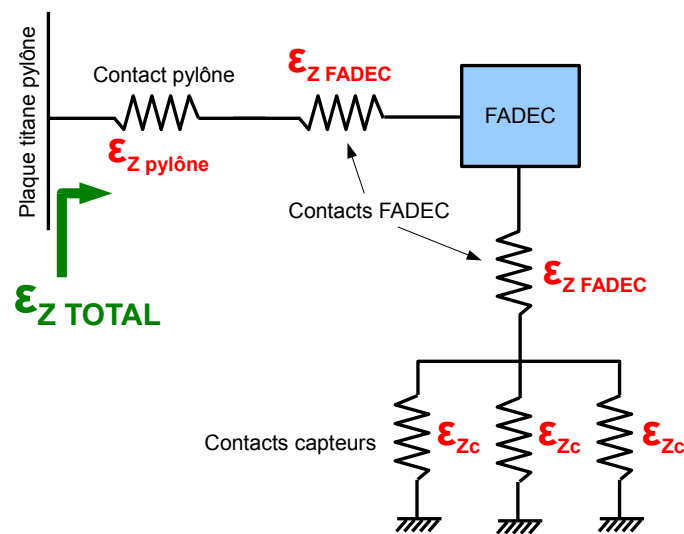 Plaque titane pylône
Contact pylône
εZ pylône
εZ FADEC
FADEC
Contacts FADEC
εZ FADEC
εZ TOTAL
Contacts capteurs
εZc
εZc
εZc